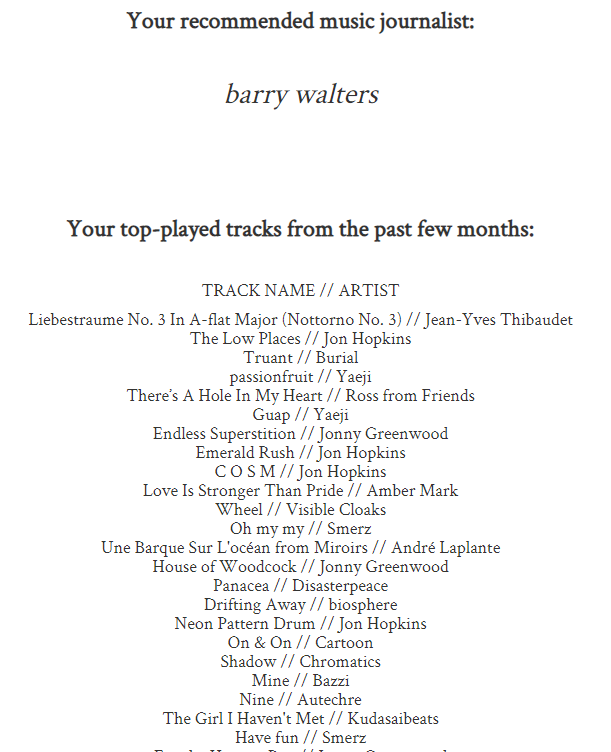 Your recommended music journalist:
barry walters
Your top-played tracks from the past few months:
TRACK NAME // ARTIST
Liebestraume No. 3 In A-flat Major (Nottorno No. 3) // Jean-Yves Thibaudet
The Low Places // Jon Hopkins
Truant // Burial
passionfruit // Yaeji
There's A Hole In My Heart // Ross from Friends
Guap // Yaeji
Endless Superstition // Jonny Greenwood
Emerald Rush // Jon Hopkins
C O S M // Jon Hopkins
Love Is Stronger Than Pride // Amber Mark
Wheel // Visible Cloaks
Oh my my // Smerz
Une Barque Sur L'océan from Miroirs // André Laplante
House of Woodcock // Jonny Greenwood
Panacea // Disasterpeace
Drifting Away // biosphere
Neon Pattern Drum // Jon Hopkins
On & On // Cartoon
Shadow // Chromatics
Mine // Bazzi
Nine // Autechre
The Girl I Haven't Met // Kudasaibeats
Have fun // Smerz